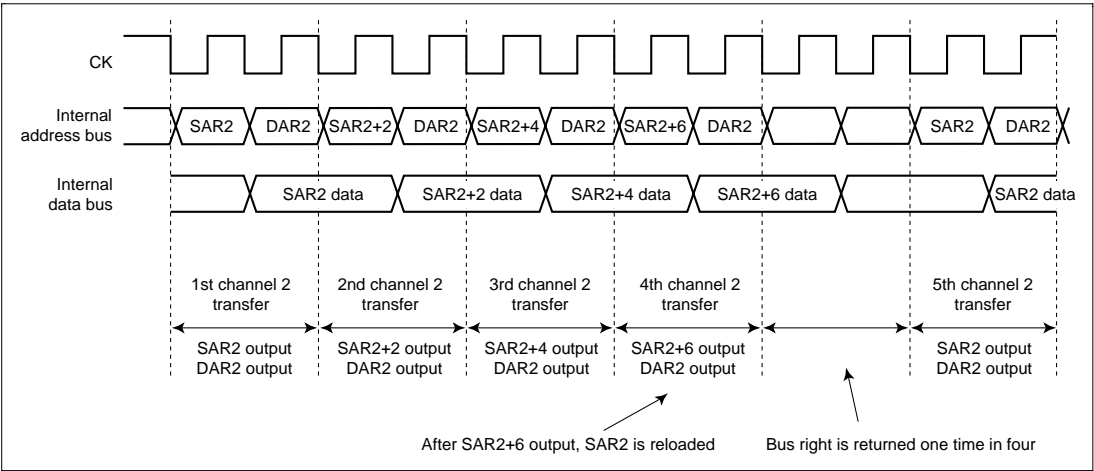 CK
Internal
address bus
SAR2 DAR2 SAR2+2 DAR2 SAR2+4 DAR2 SAR2+6 DAR2 SAR2 DAR2
Internal
data bus
SAR2 data SAR2+2 data SAR2+4 data SAR2+6 data SAR2 data
1st channel 2
transfer
2nd channel 2
transfer
3rd channel 2
transfer
4th channel 2
transfer
5th channel 2
transfer
SAR2 output
DAR2 output
SAR2+2 output
DAR2 output
SAR2+4 output
DAR2 output
SAR2+6 output
DAR2 output
SAR2 output
DAR2 output
After SAR2+6 output, SAR2 is reloaded
Bus right is returned one time in four